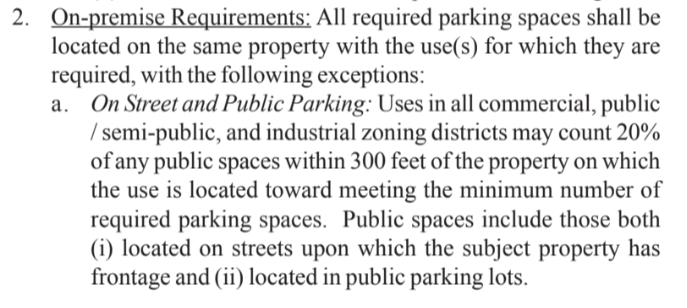 2. On-premise Requirements: All required parking spaces shall be
located on the same property with the use(s) for which they are
required, with the following exceptions:
a. On Street and Public Parking: Uses in all commercial, public
/ semi-public, and industrial zoning districts may count 20%
of any public spaces within 300 feet of the property on which
the use is located toward meeting the minimum number of
required parking spaces. Public spaces include those both
(i) located on streets upon which the subject property has
frontage and (ii) located in public parking lots.